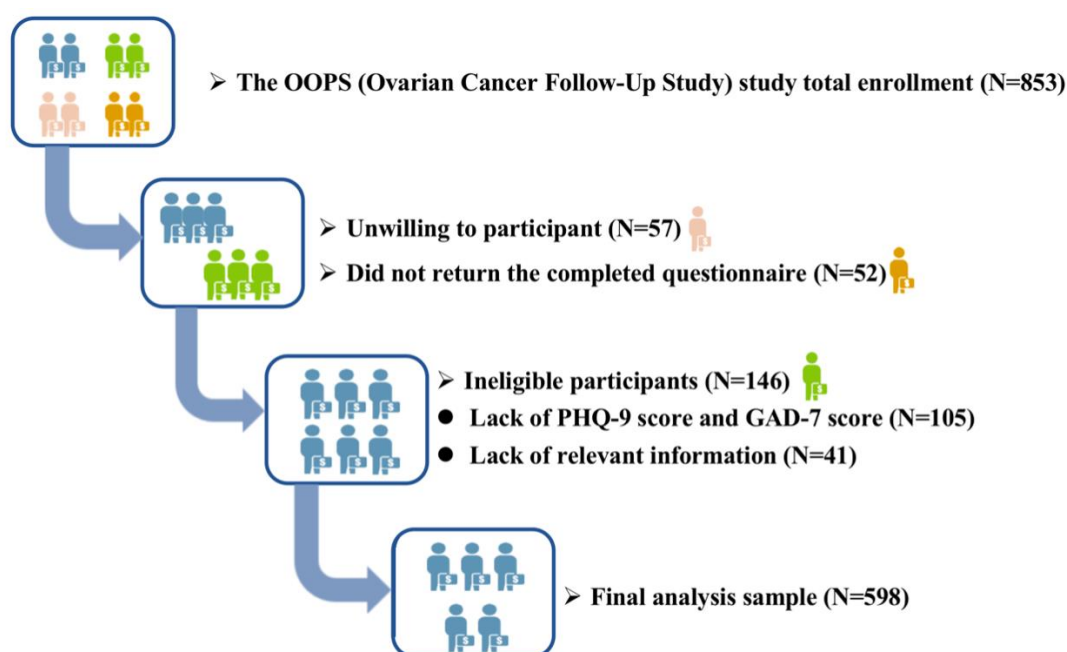 ➢ The OOPS (Ovarian Cancer Follow-Up Study) study total enrollment (N=853)
➢ Unwilling to participant (N=57)
➢ Did not return the completed questionnaire (N=52)
➢ Ineligible participants (N=146)
● Lack of PHQ-9 score and GAD-7 score (N=105)
● Lack of relevant information (N=41)
➢ Final analysis sample (N=598)